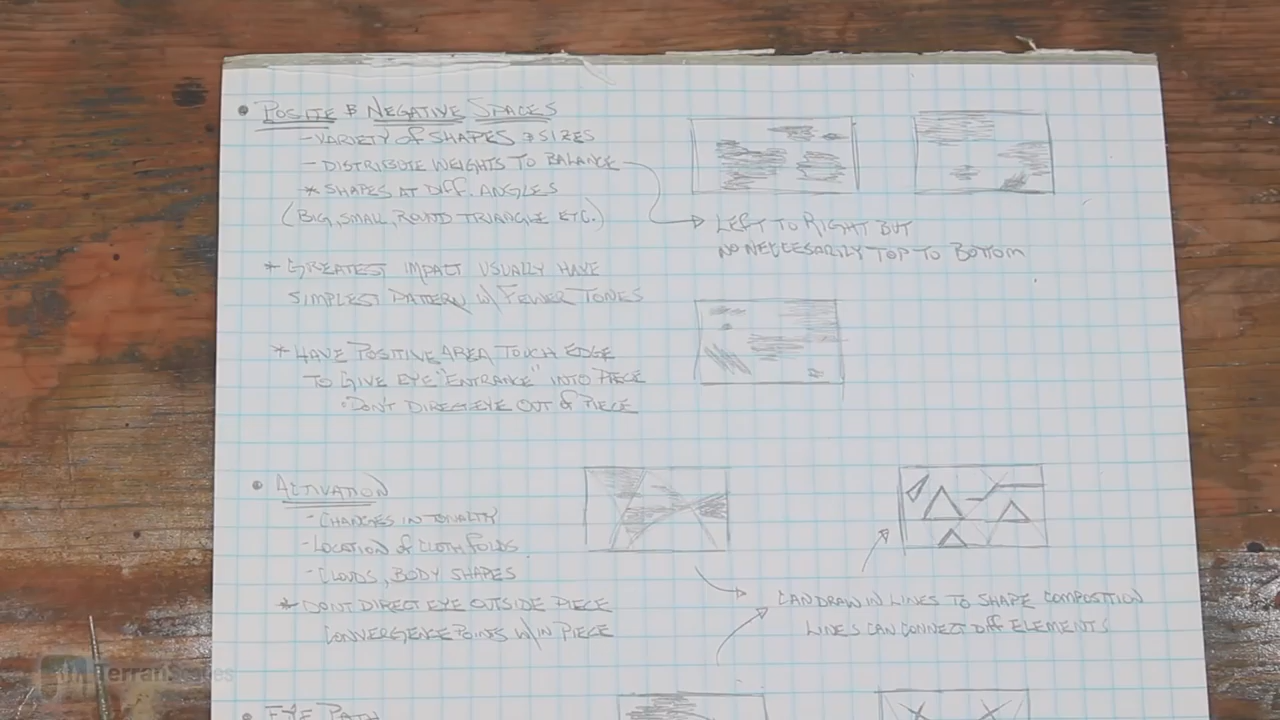 • POSITE & NEGATIVE SPACES
- VARIETY OF SHAPES & SIZES
- DISTRIBUTE WEIGHTS TO BALANCE
* SHAPES AT DIFF. ANGLES
(BIG, SMALL, ROUND TRIANGLE ETC.)
LEFT TO RIGHT BUT
NO NECCESARILY TOP TO BOTTOM
* GREATEST IMPACT USUALLY HAVE
SIMPLEST PATTERN W/ FEWER TONES
* HAVE POSITIVE AREA TOUCH EDGE
TO GIVE EYE "ENTRANCE" INTO PIECE
- DON'T DIRECT EYE OUT OF PIECE
• ACTIVATION
- CHANGES IN TONALITY
- LOCATION OF CLOTH FOLDS
- CLOUDS, BODY SHAPES
* DON'T DIRECT EYE OUTSIDE PIECE
CONVERGENCE POINTS W/IN PIECE
CAN DRAW IN LINES TO SHAPE COMPOSITION
LINES CAN CONNECT DIFF ELEMENTS
TerranScapes
• EYE PATH